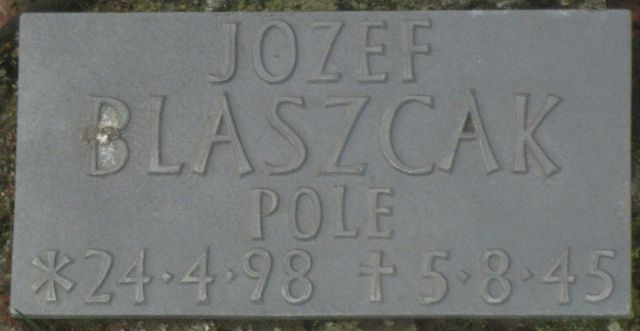 JOZEF
BLASZCAK
POLE
* 24·4·98 † 5·8·45